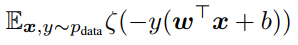 𝔼_{𝒙,y∼p_data} ζ(−y(𝒘^⊤𝒙 + b))